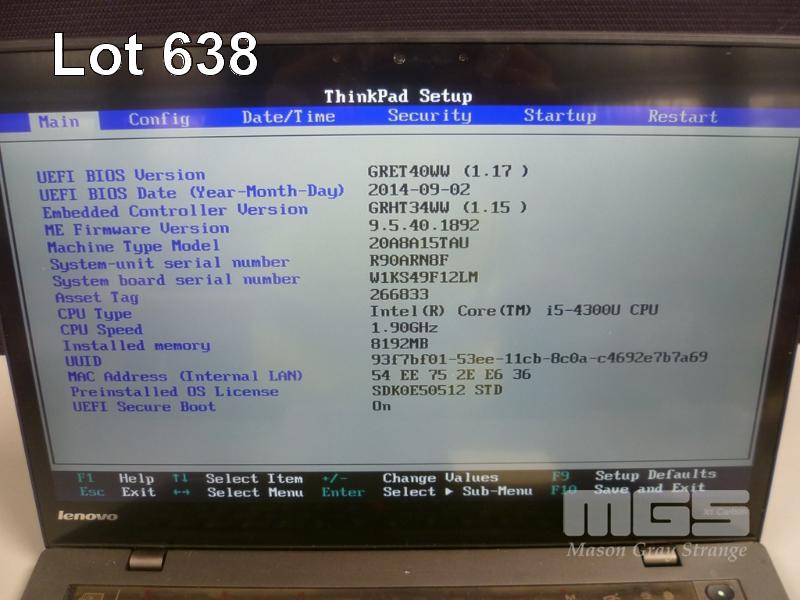 Lot 638
ThinkPad Setup
Main Config Date/Time Security Startup Restart
UEFI BIOS Version GRET40WW (1.17 )
UEFI BIOS Date (Year-Month-Day) 2014-09-02
Embedded Controller Version GRHT34WW (1.15 )
ME Firmware Version 9.5.40.1892
Machine Type Model 20A8A15TAU
System-unit serial number R90ARN8F
System board serial number W1KS49F12LM
Asset Tag 266833
CPU Type Intel(R) Core(TM) i5-4300U CPU
CPU Speed 1.90GHz
Installed memory 8192MB
UUID 93f7bf01-53ee-11cb-8c0a-c4692e7b7a69
MAC Address (Internal LAN) 54 EE 75 2E E6 36
Preinstalled OS License SDK0E50512 STD
UEFI Secure Boot On
F1 Help ↑↓ Select Item +/- Change Values F9 Setup Defaults
Esc Exit ←→ Select Menu Enter Select ▶ Sub-Menu F10 Save and Exit
lenovo
X1 Carbon
MGS
Mason Gray Strange